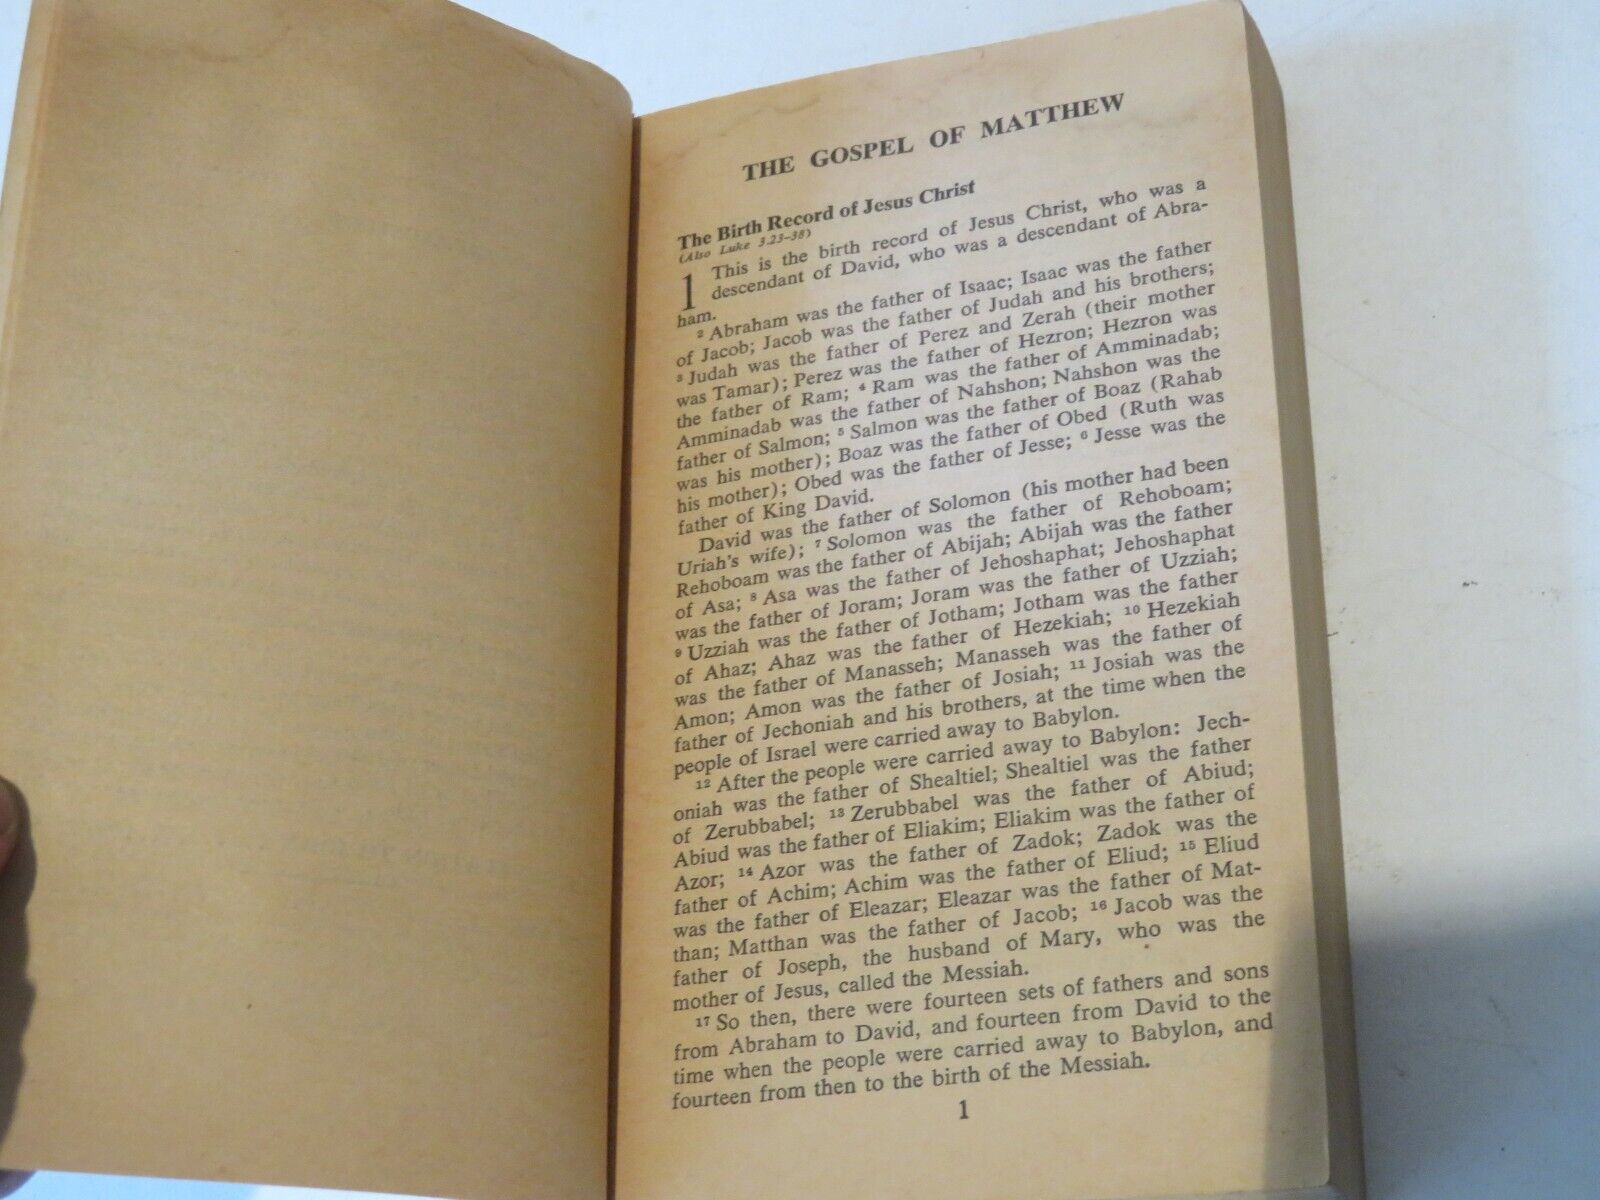 THE GOSPEL OF MATTHEW
The Birth Record of Jesus Christ
(Also Luke 3.23–38)
1 This is the birth record of Jesus Christ, who was a
descendant of David, who was a descendant of Abra-
ham.
2 Abraham was the father of Isaac; Isaac was the father
of Jacob; Jacob was the father of Judah and his brothers;
3 Judah was the father of Perez and Zerah (their mother
was Tamar); Perez was the father of Hezron; Hezron was
the father of Ram; 4 Ram was the father of Amminadab;
Amminadab was the father of Nahshon; Nahshon was the
father of Salmon; 5 Salmon was the father of Boaz (Rahab
was his mother); Boaz was the father of Obed (Ruth was
his mother); Obed was the father of Jesse; 6 Jesse was the
father of King David.
David was the father of Solomon (his mother had been
Uriah's wife); 7 Solomon was the father of Rehoboam;
Rehoboam was the father of Abijah; Abijah was the father
of Asa; 8 Asa was the father of Jehoshaphat; Jehoshaphat
was the father of Joram; Joram was the father of Uzziah;
9 Uzziah was the father of Jotham; Jotham was the father
of Ahaz; Ahaz was the father of Hezekiah; 10 Hezekiah
was the father of Manasseh; Manasseh was the father of
Amon; Amon was the father of Josiah; 11 Josiah was the
father of Jechoniah and his brothers, at the time when the
people of Israel were carried away to Babylon.
12 After the people were carried away to Babylon: Jech-
oniah was the father of Shealtiel; Shealtiel was the father
of Zerubbabel; 13 Zerubbabel was the father of Abiud;
Abiud was the father of Eliakim; Eliakim was the father of
Azor; 14 Azor was the father of Zadok; Zadok was the
father of Achim; Achim was the father of Eliud; 15 Eliud
was the father of Eleazar; Eleazar was the father of Mat-
than; Matthan was the father of Jacob; 16 Jacob was the
father of Joseph, the husband of Mary, who was the
mother of Jesus, called the Messiah.
17 So then, there were fourteen sets of fathers and sons
from Abraham to David, and fourteen from David to the
time when the people were carried away to Babylon, and
fourteen from then to the birth of the Messiah.
1